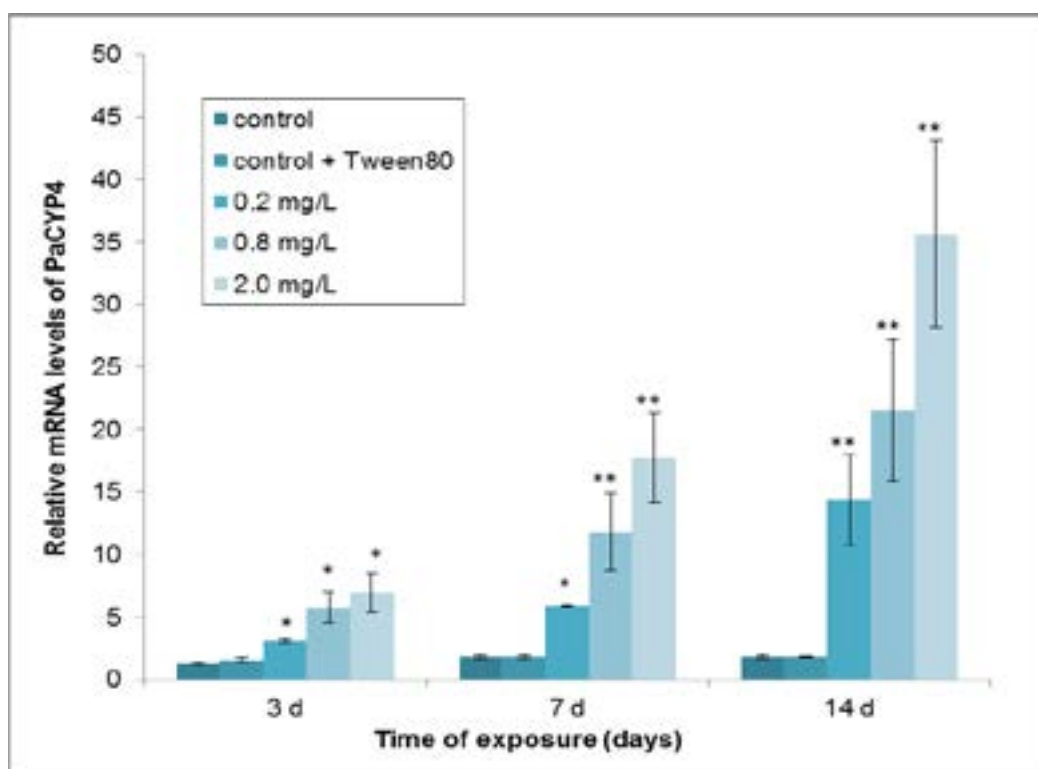 Relative mRNA levels of PaCYP4
50
45
40
35
30
25
20
15
10
5
0
control
control + Tween80
0.2 mg/L
0.8 mg/L
2.0 mg/L
*
*
*
*
**
**
**
**
**
3 d
7 d
14 d
Time of exposure (days)